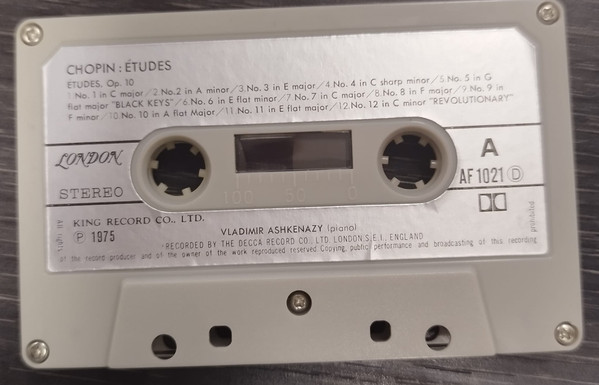 CHOPIN : ÉTUDES
ÉTUDES, Op. 10
1 No. 1 in C major/2 No.2 in A minor/3.No. 3 in E major/4 No. 4 in C sharp minor/5 No. 5 in G
flat major "BLACK KEYS"/6.No. 6 in E flat minor/7.No. 7 in C major/8.No. 8 in F major/9 No. 9 in
F minor/10.No. 10 in A flat Major/11.No. 11 in E flat major/12.No. 12 in C minor "REVOLUTIONARY"
LONDON
STEREO
A
AF 1021 D
100 50 0
KING RECORD CO., LTD.
℗ 1975
VLADIMIR ASHKENAZY (piano)
RECORDED BY THE DECCA RECORD CO. LTD. LONDON.S.E.I., ENGLAND
of the record producer and of the owner of the work reproduced reserved Copying, public performance and broadcasting of this recording
prohibited